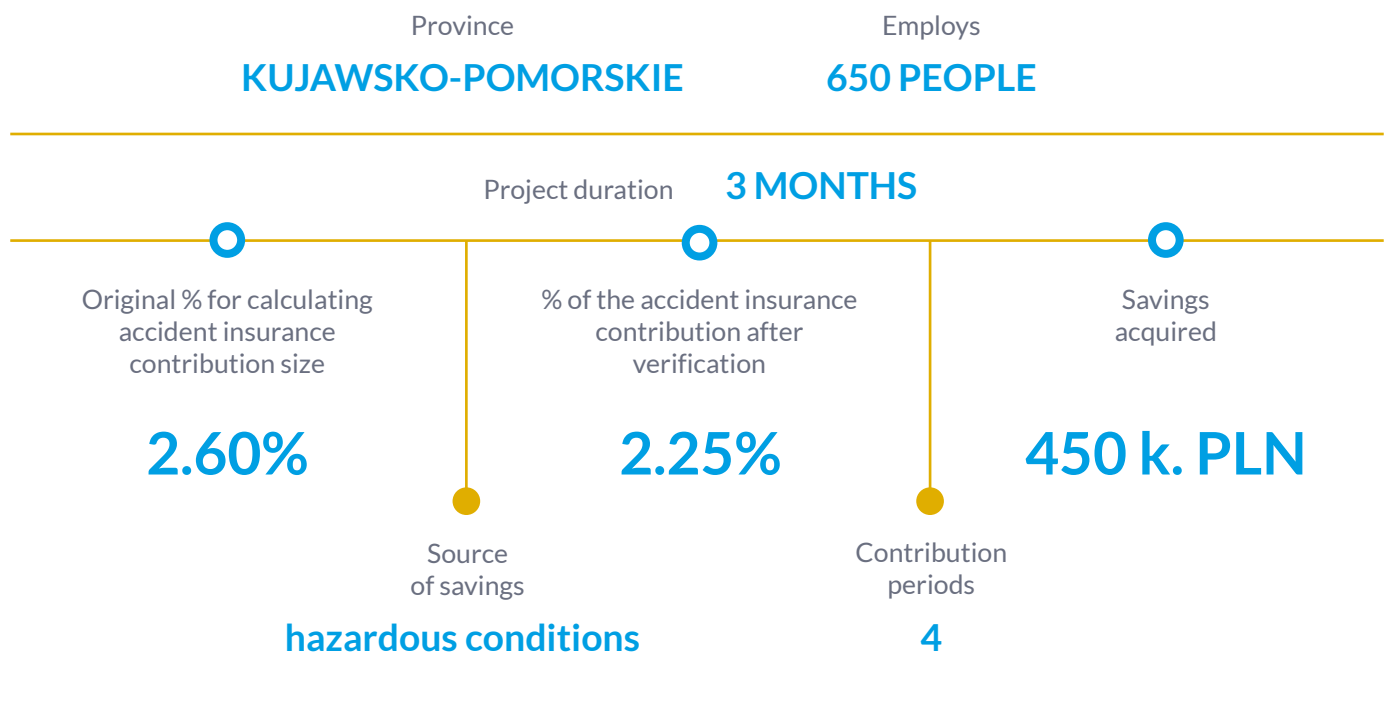 Province
KUJAWSKO-POMORSKIE
Employs
650 PEOPLE
Project duration
3 MONTHS
Original % for calculating
accident insurance
contribution size
2.60%
Source
of savings
hazardous conditions
% of the accident insurance
contribution after
verification
2.25%
Contribution
periods
4
Savings
acquired
450 k. PLN